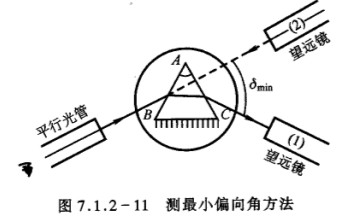 (2)
望远镜
A
δmin
平行光管
B
C
(1)
望远镜
图 7.1.2-11 测最小偏向角方法